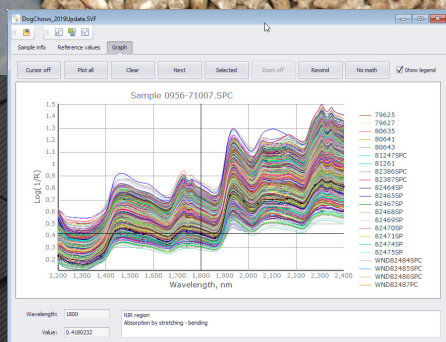 DogChows_2019Update.SVF
Sample info Reference values Graph
Cursor off Plot all Clear Next Selected Zoom off Rewind No math Show legend
Sample 0956-71007.SPC
Log(1/R)
1.5
1.4
1.3
1.2
1.1
1
0.9
0.8
0.7
0.6
0.5
0.4
0.3
0.2
1,200 1,300 1,400 1,500 1,600 1,700 1,800 1,900 2,000 2,100 2,200 2,300 2,400
Wavelength, nm
79625
79627
80635
80641
80643
81247SPC
81261
82386SPC
82387SPC
82464SP
82465SP
82467SP
82468SP
82469SP
82470SP
82471SP
82474SP
82475SP
WND82484SPC
WND82485SPC
WND82486SPC
WND82487PC
Wavelength: 1800
Value: 0.4180232
NIR region
Absorption by stretching - bending